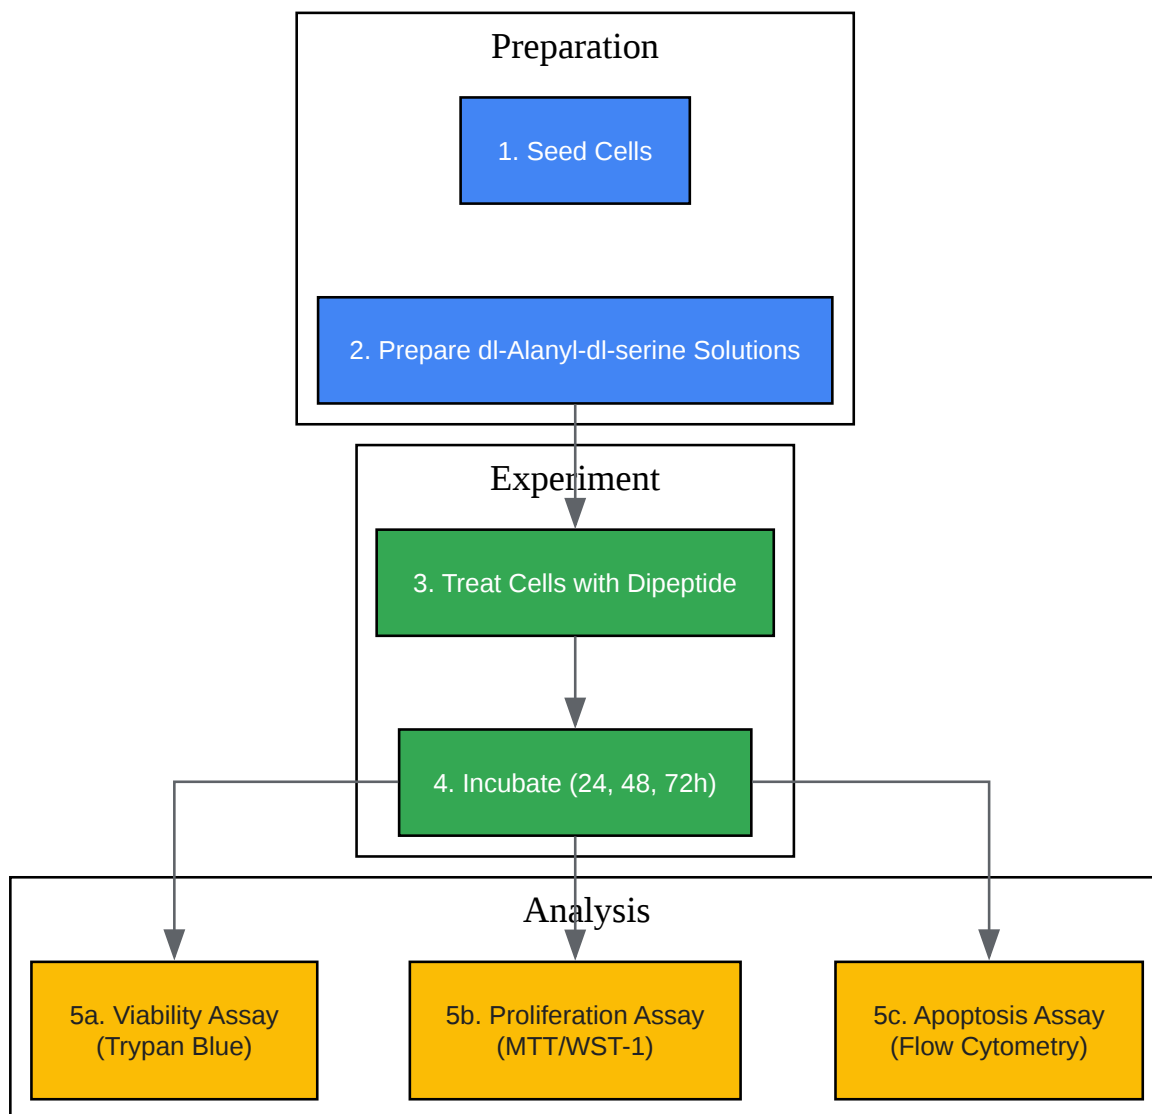 Preparation
1. Seed Cells
2. Prepare dl-Alanyl-dl-serine Solutions
Experiment
3. Treat Cells with Dipeptide
4. Incubate (24, 48, 72h)
Analysis
5a. Viability Assay
(Trypan Blue)
5b. Proliferation Assay
(MTT/WST-1)
5c. Apoptosis Assay
(Flow Cytometry)